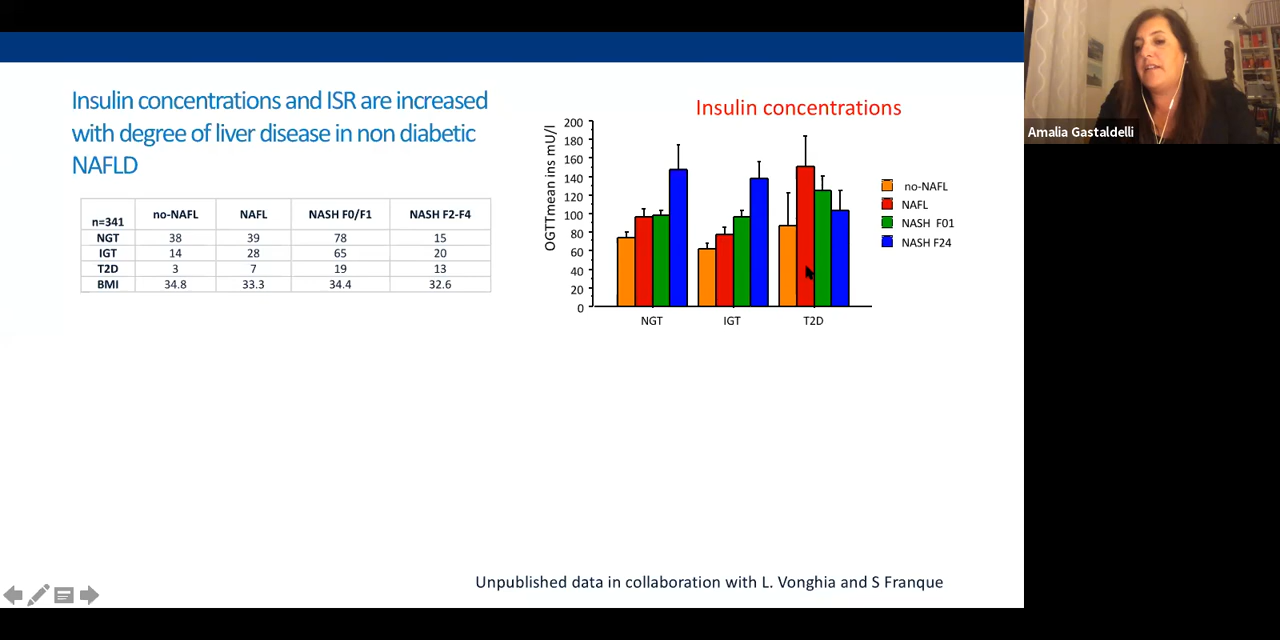 Insulin concentrations and ISR are increased
with degree of liver disease in non diabetic
NAFLD
n=341 no-NAFL NAFL NASH F0/F1 NASH F2-F4
NGT 38 39 78 15
IGT 14 28 65 20
T2D 3 7 19 13
BMI 34.8 33.3 34.4 32.6
Insulin concentrations
OGTTmean ins mU/l
200
180
160
140
120
100
80
60
40
20
0
NGT IGT T2D
no-NAFL
NAFL
NASH F01
NASH F24
Amalia Gastaldelli
Unpublished data in collaboration with L. Vonghia and S Franque